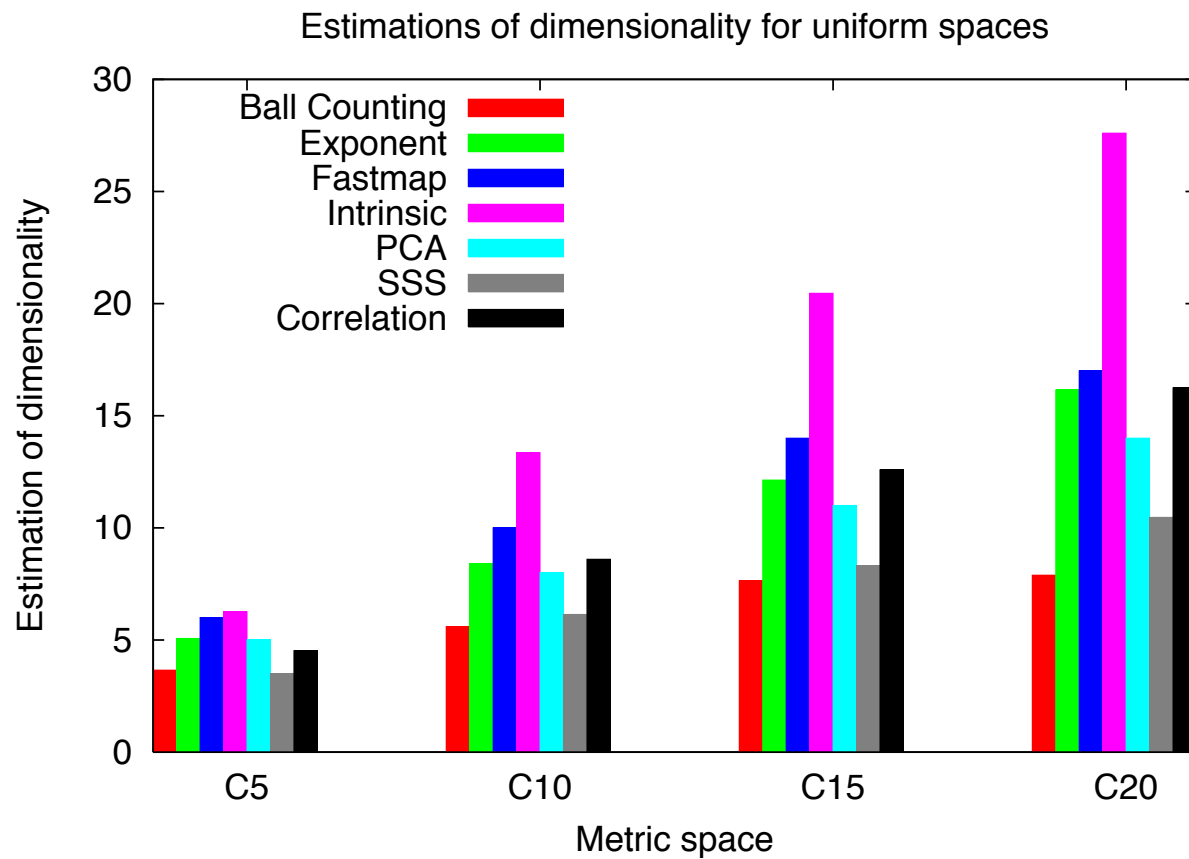 Estimations of dimensionality for uniform spaces
Estimation of dimensionality
30
25
20
15
10
5
0
Ball Counting
Exponent
Fastmap
Intrinsic
PCA
SSS
Correlation
C5 C10 C15 C20
Metric space